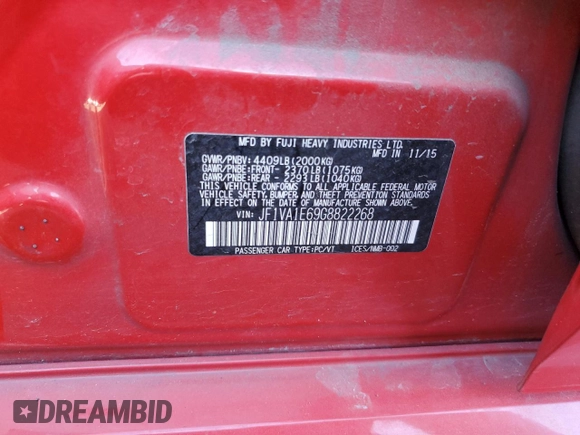 MFD BY FUJI HEAVY INDUSTRIES LTD.
MFD IN 11/15
GVWR/PNBV: 4409LB(2000KG)
GAWR/PNBE:FRONT- 2370LB(1075KG)
GAWR/PNBE:REAR - 2293LB(1040KG)
THIS VEHICLE CONFORMS TO ALL APPLICABLE FEDERAL MOTOR
VEHICLE SAFETY, BUMPER, AND THEFT PREVENTION STANDARDS
IN EFFECT ON THE DATE OF MANUFACTURE SHOWN ABOVE.
VIN: JF1VA1E69G8822268
PASSENGER CAR TYPE:PC/VT ICES/NMB-002
DREAMBID